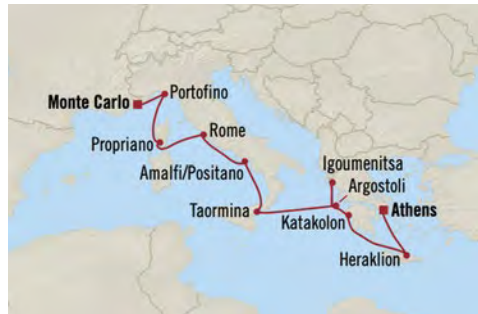 Portofino
Monte Carlo
Rome
Propriano
Amalfi/Positano
Igoumenitsa
Argostoli
Taormina
Athens
Katakolon
Heraklion